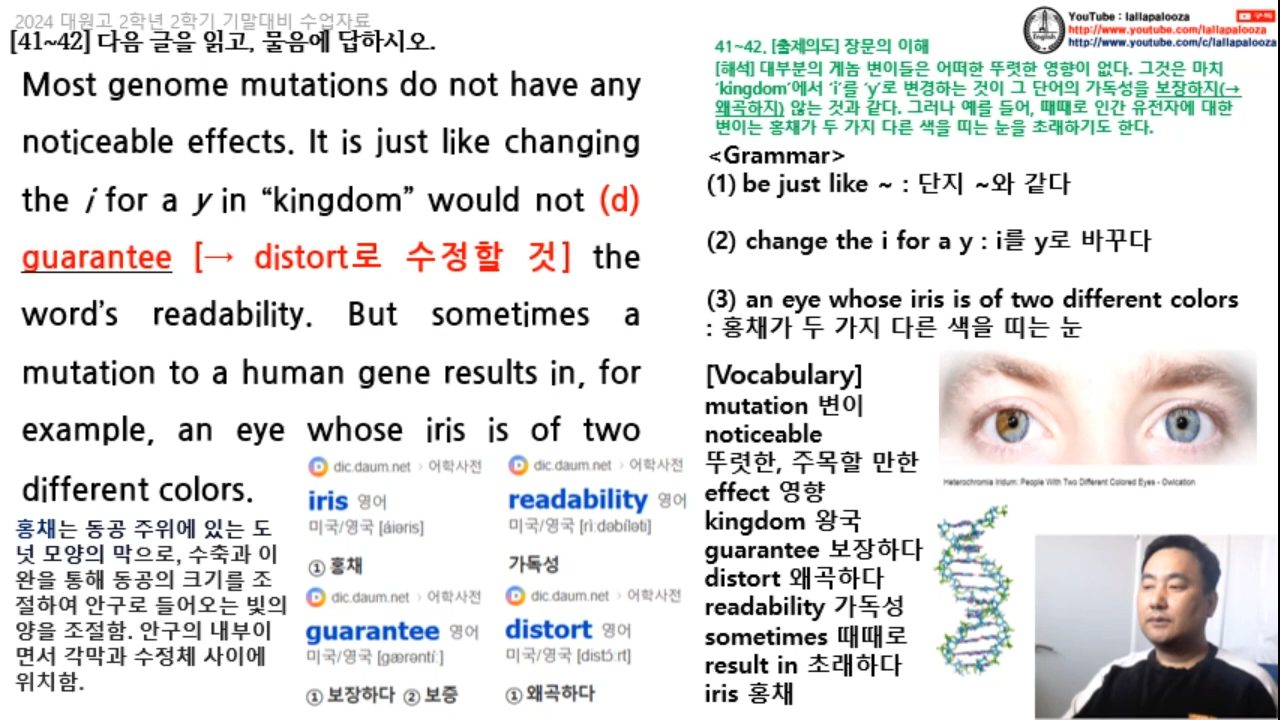 2024 대원고 2학년 2학기 기말대비 수업자료
[41~42] 다음 글을 읽고, 물음에 답하시오.
Most genome mutations do not have any
noticeable effects. It is just like changing
the i for a y in “kingdom” would not (d)
guarantee [→ distort로 수정할 것] the
word’s readability. But sometimes a
mutation to a human gene results in, for
example, an eye whose iris is of two
different colors.
홍채는 동공 주위에 있는 도
넛 모양의 막으로, 수축과 이
완을 통해 동공의 크기를 조
절하여 안구로 들어오는 빛의
양을 조절함. 안구의 내부이
면서 각막과 수정체 사이에
위치함.
dic.daum.net › 어학사전
iris 영어
미국/영국 [áiəris]
① 홍채
dic.daum.net › 어학사전
readability 영어
미국/영국 [rìːdəbíləti]
가독성
dic.daum.net › 어학사전
guarantee 영어
미국/영국 [gærəntíː]
① 보장하다 ② 보증
dic.daum.net › 어학사전
distort 영어
미국/영국 [distɔ́ːrt]
① 왜곡하다
YouTube : lallapalooza
http://www.youtube.com/lallapalooza
http://www.youtube.com/c/lallapalooza
구독
English
41~42. [출제의도] 장문의 이해
[해석] 대부분의 게놈 변이들은 어떠한 뚜렷한 영향이 없다. 그것은 마치
‘kingdom’에서 ‘i’를 ‘y’로 변경하는 것이 그 단어의 가독성을 보장하지(→
왜곡하지) 않는 것과 같다. 그러나 예를 들어, 때때로 인간 유전자에 대한
변이는 홍채가 두 가지 다른 색을 띠는 눈을 초래하기도 한다.
<Grammar>
(1) be just like ~ : 단지 ~와 같다
(2) change the i for a y : i를 y로 바꾸다
(3) an eye whose iris is of two different colors
: 홍채가 두 가지 다른 색을 띠는 눈
[Vocabulary]
mutation 변이
noticeable
뚜렷한, 주목할 만한
effect 영향
kingdom 왕국
guarantee 보장하다
distort 왜곡하다
readability 가독성
sometimes 때때로
result in 초래하다
iris 홍채
Heterochromia Iridum: People With Two Different Colored Eyes - Owlcation